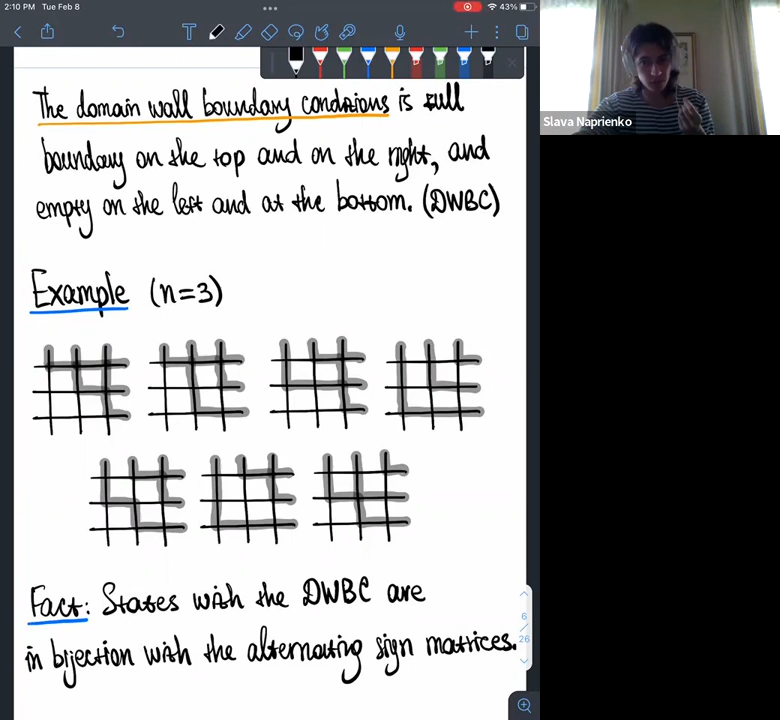 2:10 PM Tue Feb 8
43%
The domain wall boundary conditions is full
boundary on the top and on the right, and
empty on the left and at the bottom. (DWBC)
Example (n=3)
Fact: States with the DWBC are
in bijection with the alternating sign matrices.
6
26
Slava Naprienko